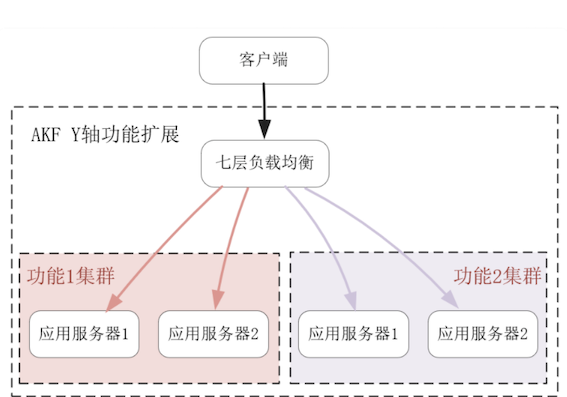 客户端
AKF Y轴功能扩展
七层负载均衡
功能1集群
功能2集群
应用服务器1
应用服务器2
应用服务器1
应用服务器2